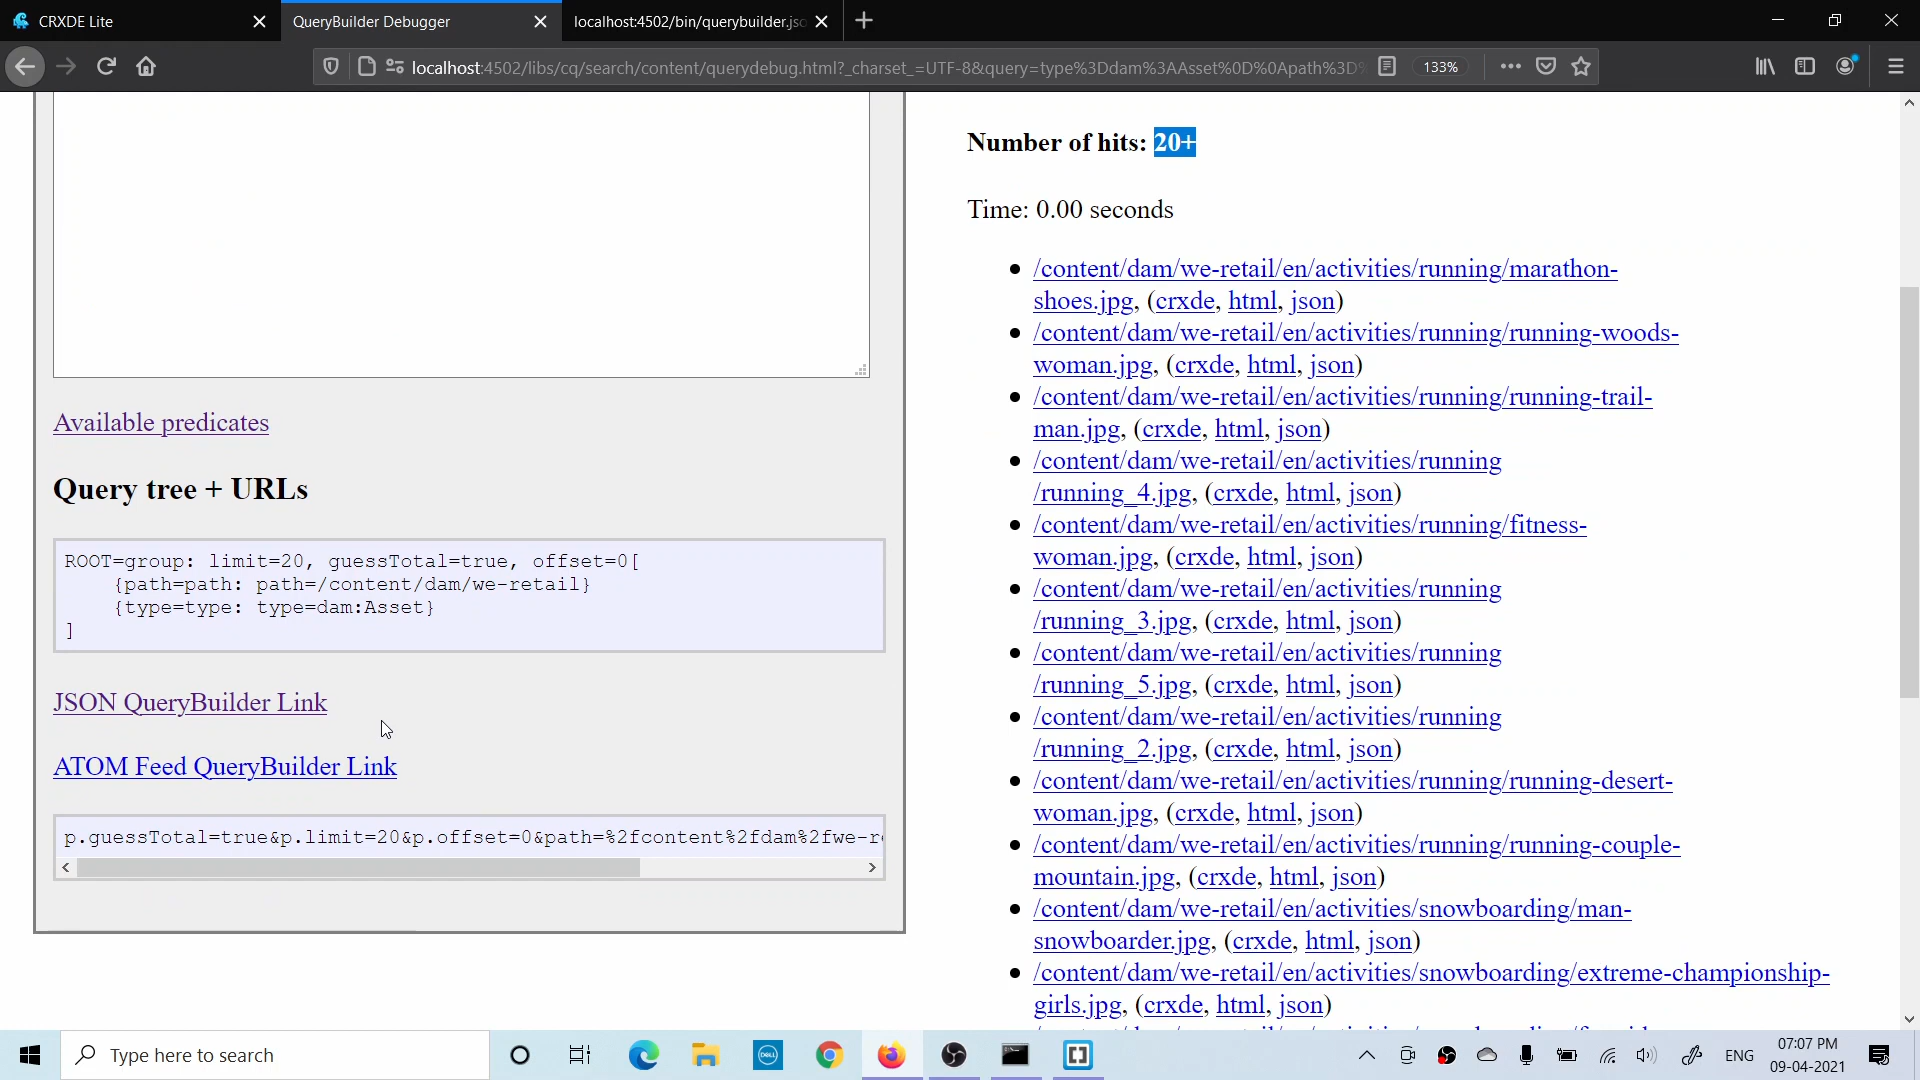 CRXDE Lite
QueryBuilder Debugger
localhost:4502/bin/querybuilder.jso
localhost:4502/libs/cq/search/content/querydebug.html?_charset_=UTF-8&query=type%3Ddam%3AAsset%0D%0Apath%3D%
133%
Available predicates
Query tree + URLs
ROOT=group: limit=20, guessTotal=true, offset=0[
{path=path: path=/content/dam/we-retail}
{type=type: type=dam:Asset}
]
JSON QueryBuilder Link
ATOM Feed QueryBuilder Link
p.guessTotal=true&p.limit=20&p.offset=0&path=%2fcontent%2fdam%2fwe-re
Number of hits: 20+
Time: 0.00 seconds
/content/dam/we-retail/en/activities/running/marathon-
shoes.jpg, (crxde, html, json)
/content/dam/we-retail/en/activities/running/running-woods-
woman.jpg, (crxde, html, json)
/content/dam/we-retail/en/activities/running/running-trail-
man.jpg, (crxde, html, json)
/content/dam/we-retail/en/activities/running
/running_4.jpg, (crxde, html, json)
/content/dam/we-retail/en/activities/running/fitness-
woman.jpg, (crxde, html, json)
/content/dam/we-retail/en/activities/running
/running_3.jpg, (crxde, html, json)
/content/dam/we-retail/en/activities/running
/running_5.jpg, (crxde, html, json)
/content/dam/we-retail/en/activities/running
/running_2.jpg, (crxde, html, json)
/content/dam/we-retail/en/activities/running/running-desert-
woman.jpg, (crxde, html, json)
/content/dam/we-retail/en/activities/running/running-couple-
mountain.jpg, (crxde, html, json)
/content/dam/we-retail/en/activities/snowboarding/man-
snowboarder.jpg, (crxde, html, json)
/content/dam/we-retail/en/activities/snowboarding/extreme-championship-
girls.jpg, (crxde, html, json)
Type here to search
DELL
ENG
07:07 PM
09-04-2021